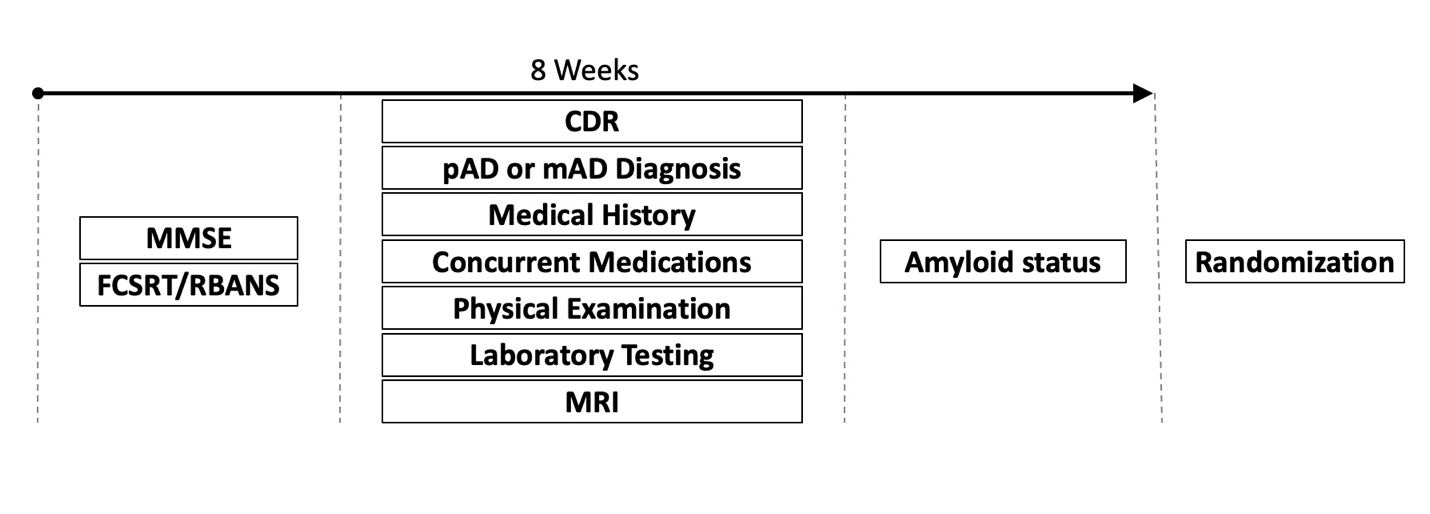 8 Weeks
MMSE
FCSRT/RBANS
CDR
pAD or mAD Diagnosis
Medical History
Concurrent Medications
Physical Examination
Laboratory Testing
MRI
Amyloid status
Randomization